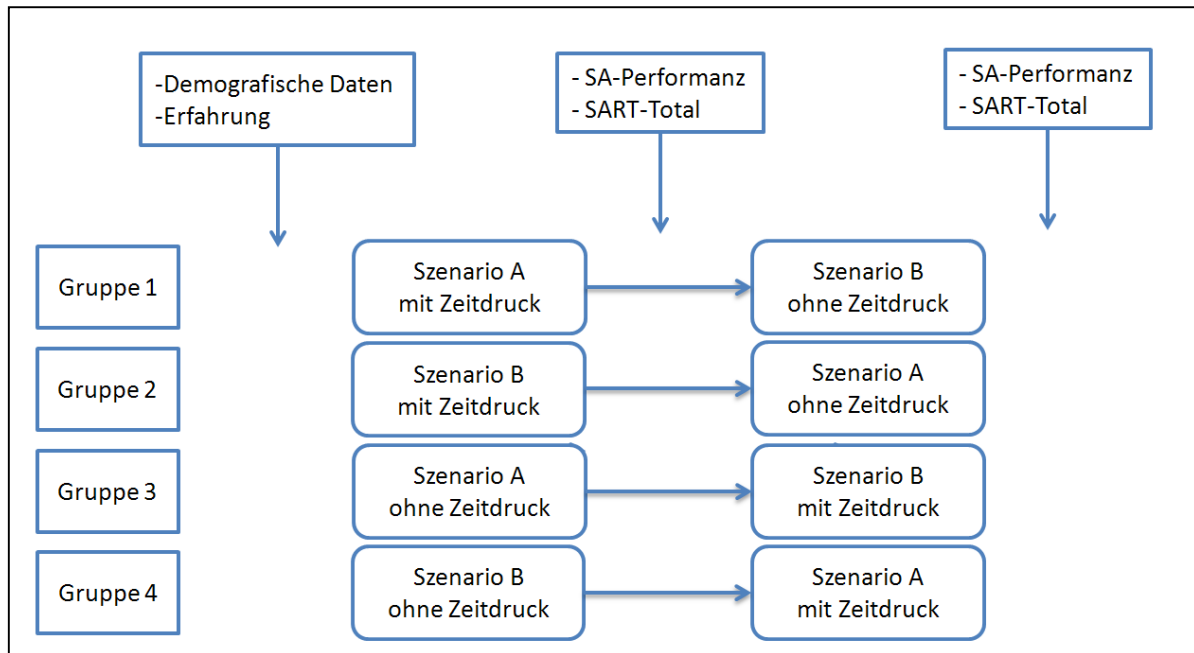 -Demografische Daten
-Erfahrung
- SA-Performanz
- SART-Total
- SA-Performanz
- SART-Total
Gruppe 1
Szenario A
mit Zeitdruck
Szenario B
ohne Zeitdruck
Gruppe 2
Szenario B
mit Zeitdruck
Szenario A
ohne Zeitdruck
Gruppe 3
Szenario A
ohne Zeitdruck
Szenario B
mit Zeitdruck
Gruppe 4
Szenario B
ohne Zeitdruck
Szenario A
mit Zeitdruck